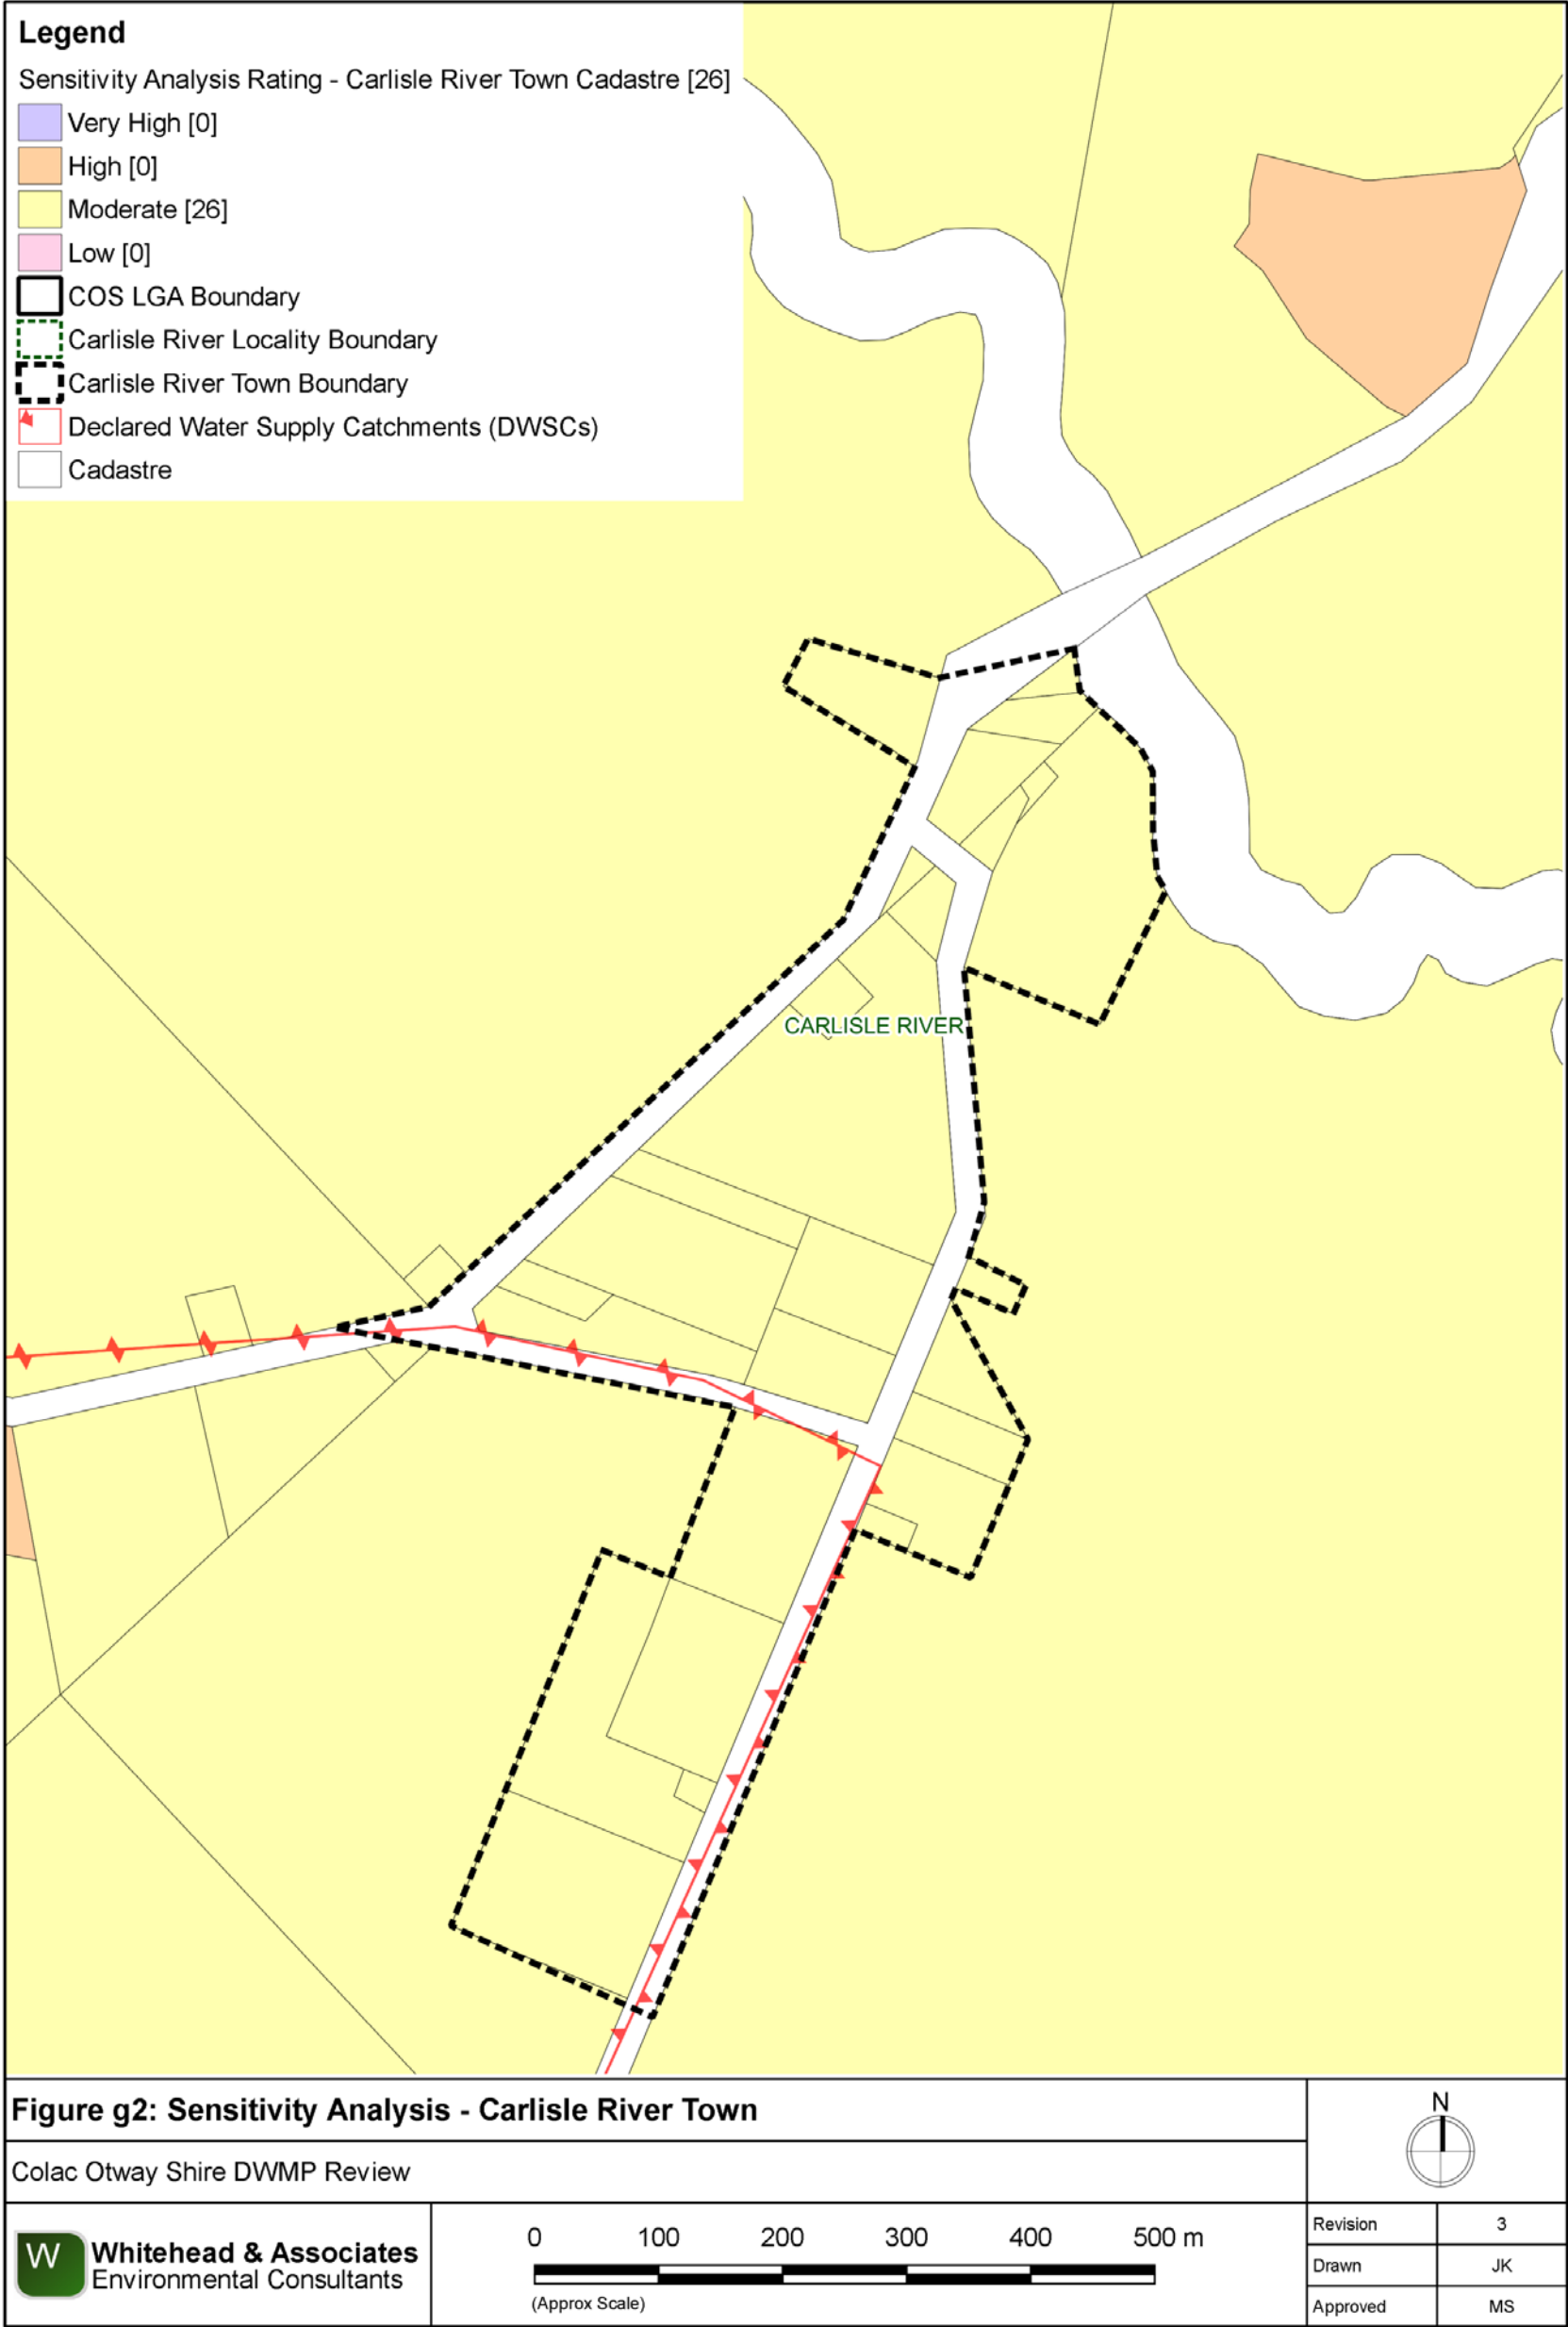 Legend
Sensitivity Analysis Rating - Carlisle River Town Cadastre [26]
Very High [0]
High [0]
Moderate [26]
Low [0]
COS LGA Boundary
Carlisle River Locality Boundary
Carlisle River Town Boundary
Declared Water Supply Catchments (DWSCs)
Cadastre
CARLISLE RIVER
Figure g2: Sensitivity Analysis - Carlisle River Town
N
Colac Otway Shire DWMP Review
W
Whitehead & Associates
Environmental Consultants
0 100 200 300 400 500 m
(Approx Scale)
Revision 3
Drawn JK
Approved MS